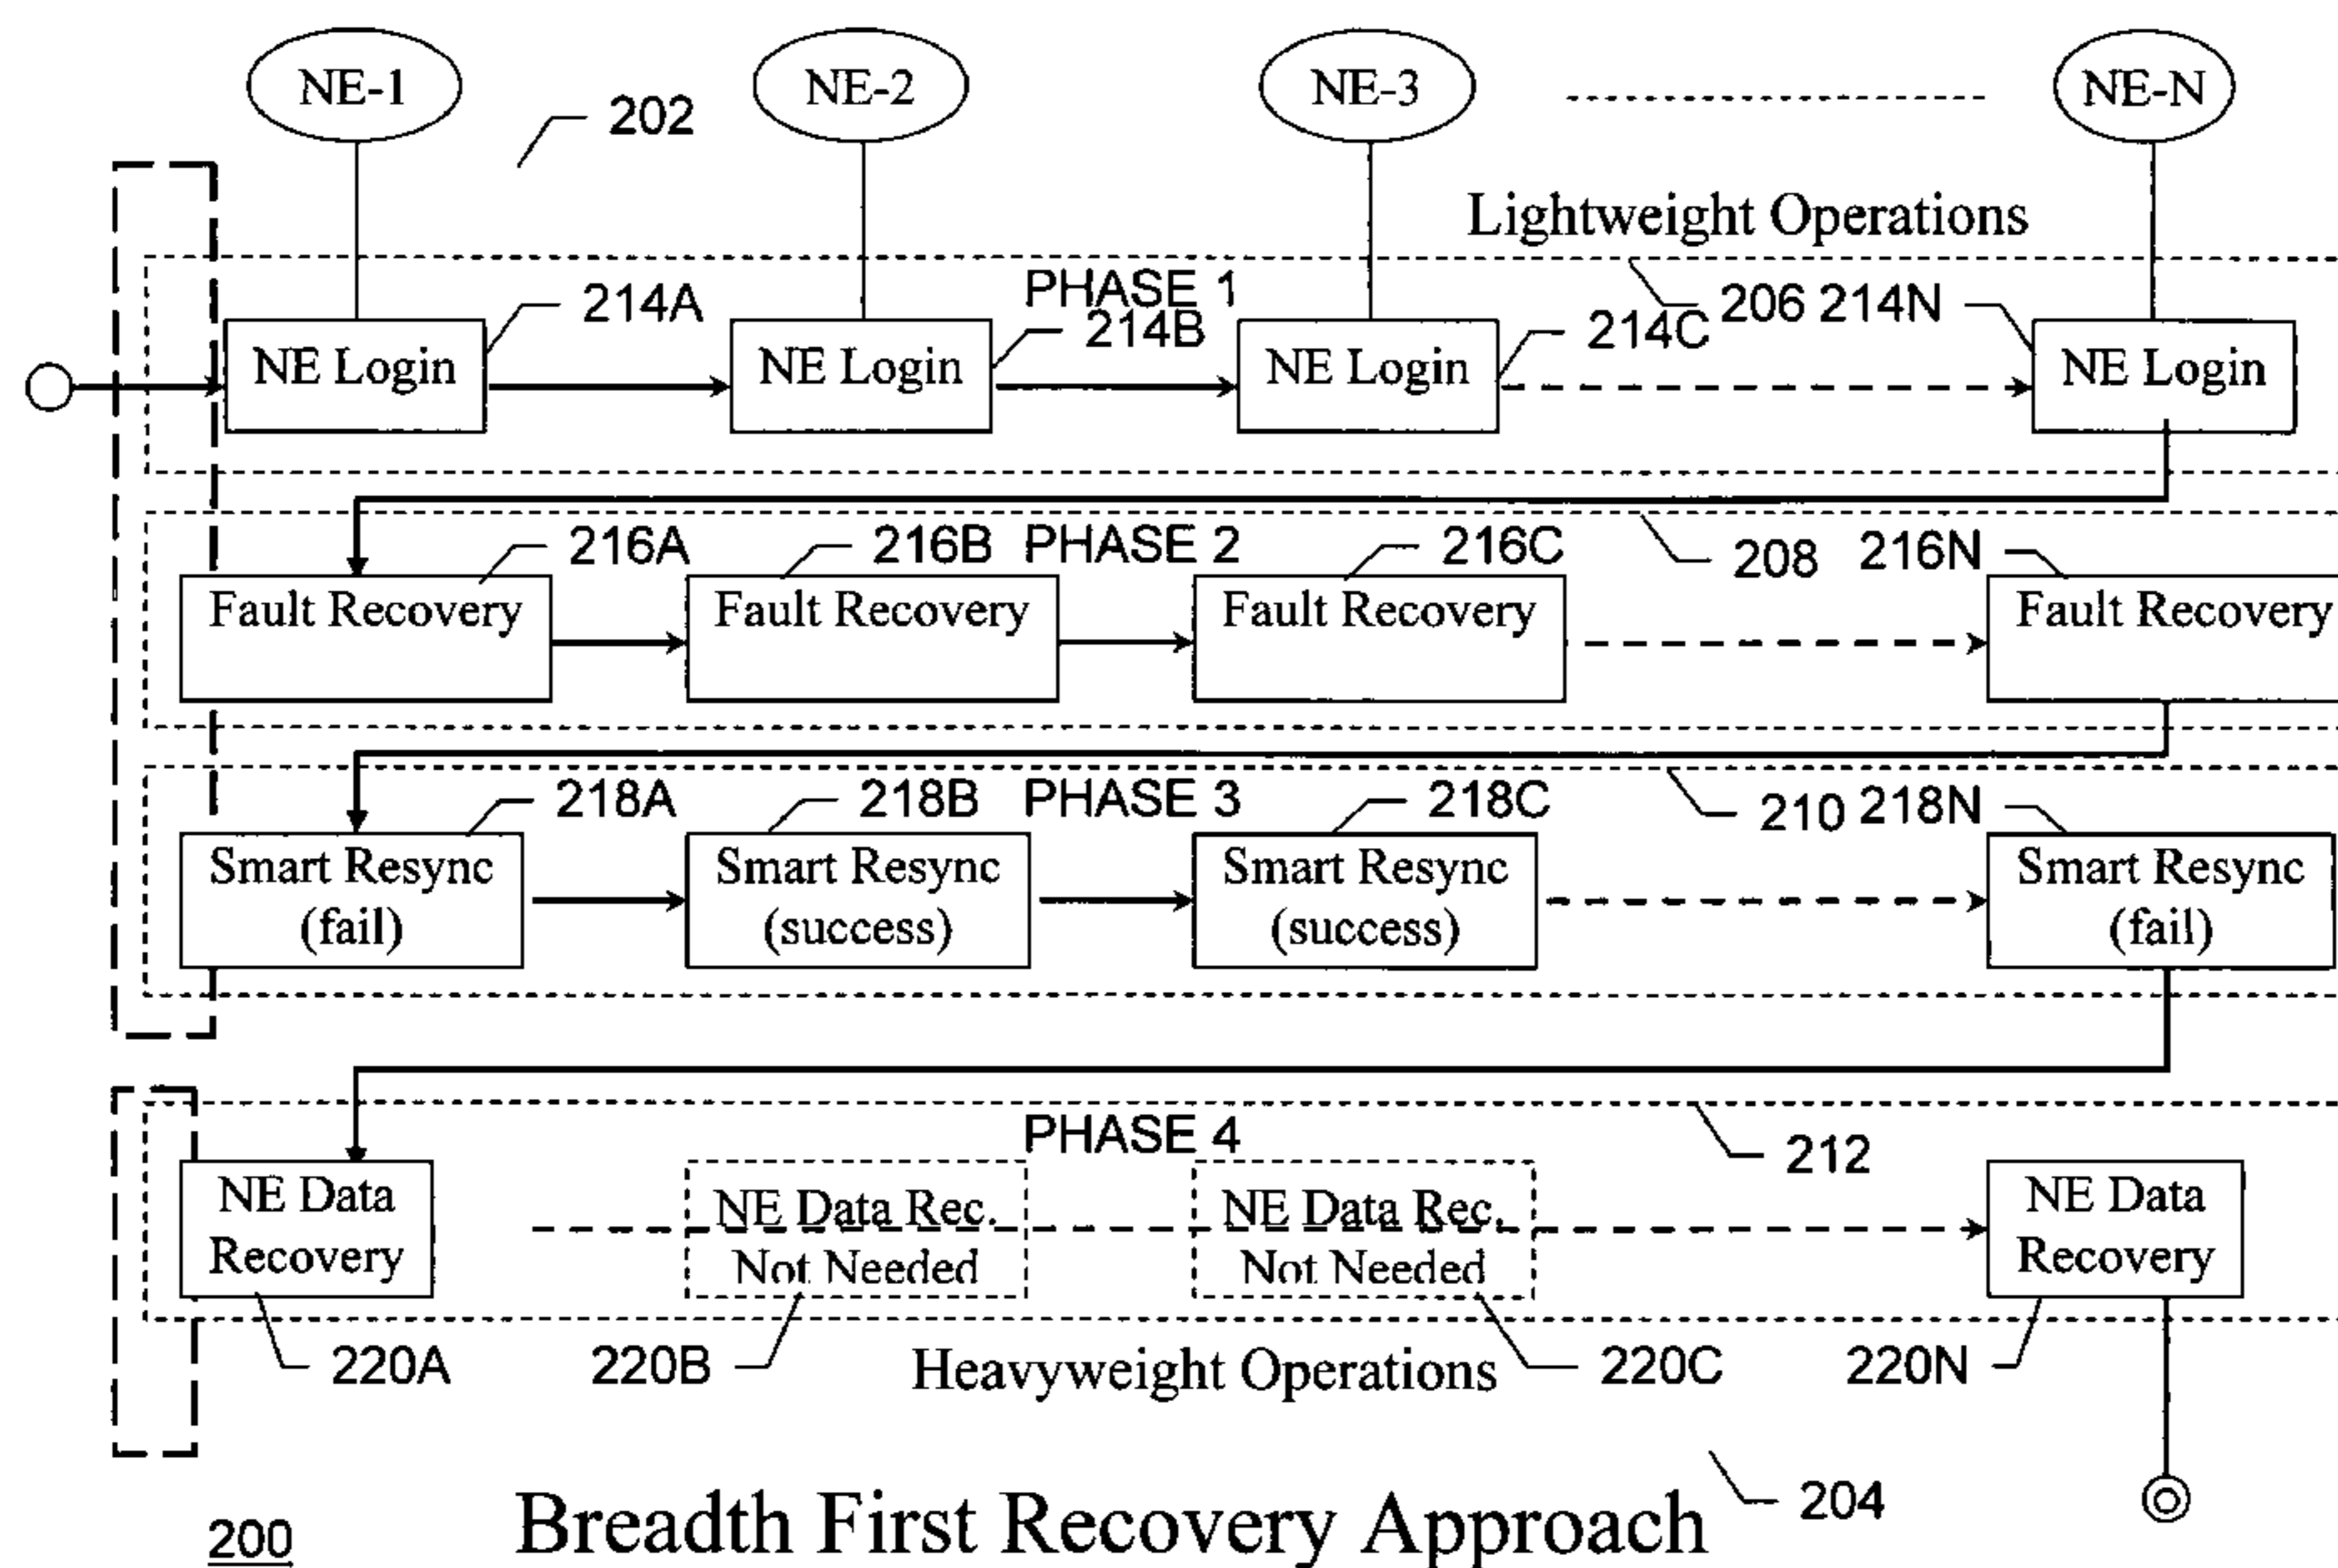 NE-1 NE-2 NE-3 NE-N
202
Lightweight Operations
PHASE 1
214A 214B 214C 206 214N
NE Login NE Login NE Login NE Login
216A 216B PHASE 2 216C 208 216N
Fault Recovery Fault Recovery Fault Recovery Fault Recovery
218A 218B PHASE 3 218C 210 218N
Smart Resync Smart Resync Smart Resync Smart Resync
(fail) (success) (success) (fail)
PHASE 4 212
NE Data NE Data Rec. NE Data Rec. NE Data
Recovery Not Needed Not Needed Recovery
220A 220B Heavyweight Operations 220C 220N
204
200 Breadth First Recovery Approach